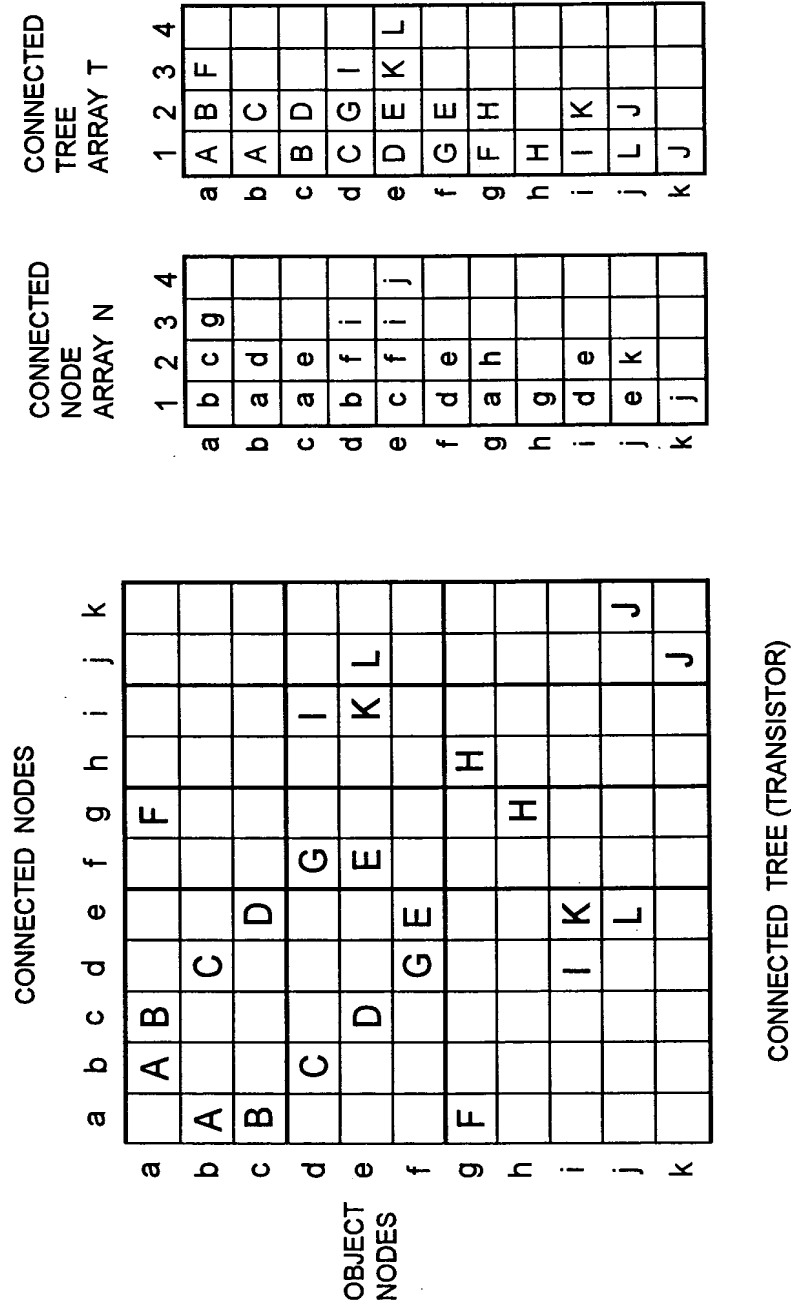 CONNECTED NODES
a b c d e f g h i j k
OBJECT
NODES
a A B F
b A C
c B D
d C G I
e D E K L
f G E
g F H
h H
i I K
j L J
k J
CONNECTED TREE (TRANSISTOR)
CONNECTED
NODE
ARRAY N
1 2 3 4
a b c g
b a d
c a e
d b f i
e c f i j
f d e
g a h
h g
i d e
j e k
k j
CONNECTED
TREE
ARRAY T
1 2 3 4
a A B F
b A C
c B D
d C G I
e D E K L
f G E
g F H
h H
i I K
j L J
k J